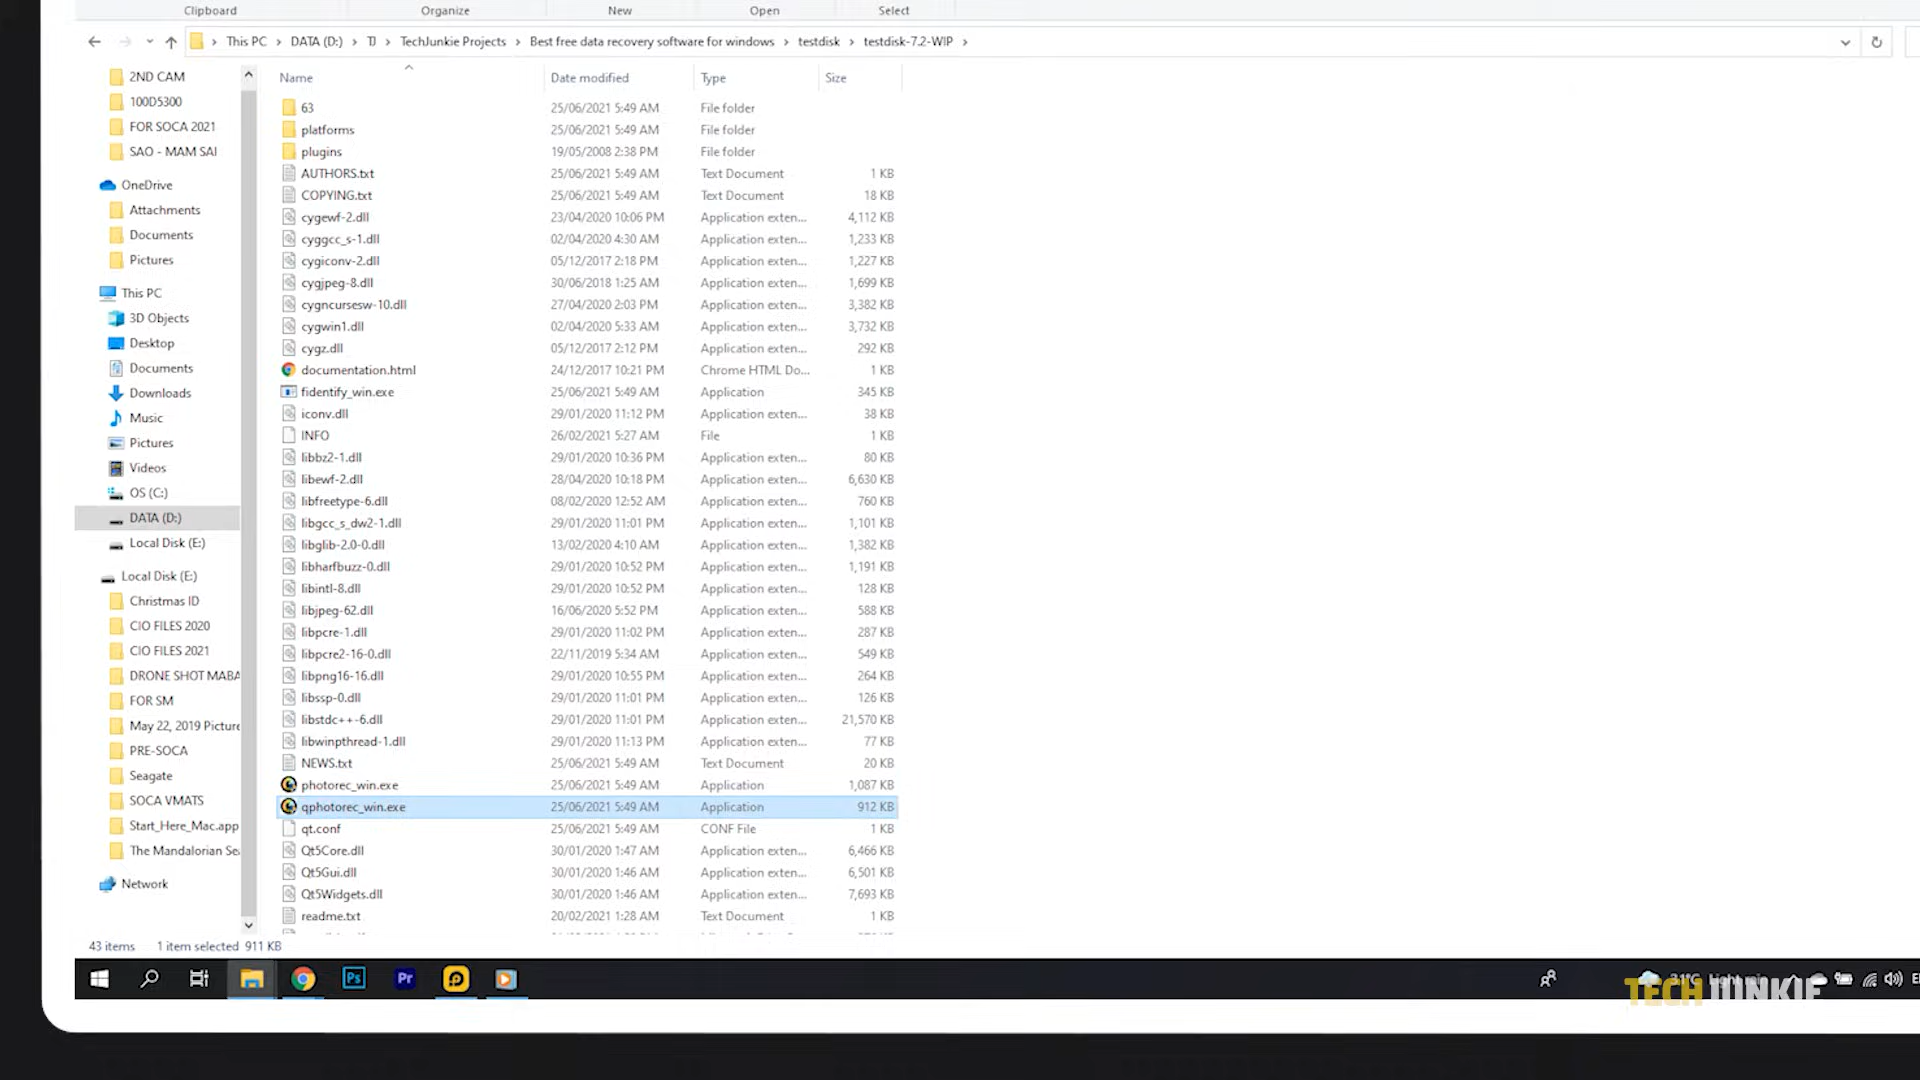 Clipboard Organize New Open Select
This PC > DATA (D:) > TJ > TechJunkie Projects > Best free data recovery software for windows > testdisk > testdisk-7.2-WIP >
2ND CAM
100D5300
FOR SOCA 2021
SAO - MAM SAI
OneDrive
Attachments
Documents
Pictures
This PC
3D Objects
Desktop
Documents
Downloads
Music
Pictures
Videos
OS (C:)
DATA (D:)
Local Disk (E:)
Local Disk (E:)
Christmas ID
CIO FILES 2020
CIO FILES 2021
DRONE SHOT MABA
FOR SM
May 22, 2019 Picture
PRE-SOCA
Seagate
SOCA VMATS
Start_Here_Mac.app
The Mandalorian Se
Network
Name Date modified Type Size
63 25/06/2021 5:49 AM File folder
platforms 25/06/2021 5:49 AM File folder
plugins 19/05/2008 2:38 PM File folder
AUTHORS.txt 25/06/2021 5:49 AM Text Document 1 KB
COPYING.txt 25/06/2021 5:49 AM Text Document 18 KB
cygewf-2.dll 23/04/2020 10:06 PM Application exten... 4,112 KB
cyggcc_s-1.dll 02/04/2020 4:30 AM Application exten... 1,233 KB
cygiconv-2.dll 05/12/2017 2:18 PM Application exten... 1,227 KB
cygjpeg-8.dll 30/06/2018 1:25 AM Application exten... 1,699 KB
cygncursesw-10.dll 27/04/2020 2:03 PM Application exten... 3,382 KB
cygwin1.dll 02/04/2020 5:33 AM Application exten... 3,732 KB
cygz.dll 05/12/2017 2:12 PM Application exten... 292 KB
documentation.html 24/12/2017 10:21 PM Chrome HTML Do... 1 KB
fidentify_win.exe 25/06/2021 5:49 AM Application 345 KB
iconv.dll 29/01/2020 11:12 PM Application exten... 38 KB
INFO 26/02/2021 5:27 AM File 1 KB
libbz2-1.dll 29/01/2020 10:36 PM Application exten... 80 KB
libewf-2.dll 28/04/2020 10:18 PM Application exten... 6,630 KB
libfreetype-6.dll 08/02/2020 12:52 AM Application exten... 760 KB
libgcc_s_dw2-1.dll 29/01/2020 11:01 PM Application exten... 1,101 KB
libglib-2.0-0.dll 13/02/2020 4:10 AM Application exten... 1,382 KB
libharfbuzz-0.dll 29/01/2020 10:52 PM Application exten... 1,191 KB
libintl-8.dll 29/01/2020 10:52 PM Application exten... 128 KB
libjpeg-62.dll 16/06/2020 5:52 PM Application exten... 588 KB
libpcre-1.dll 29/01/2020 11:02 PM Application exten... 287 KB
libpcre2-16-0.dll 22/11/2019 5:34 AM Application exten... 549 KB
libpng16-16.dll 29/01/2020 10:55 PM Application exten... 264 KB
libssp-0.dll 29/01/2020 11:01 PM Application exten... 126 KB
libstdc++-6.dll 29/01/2020 11:01 PM Application exten... 21,570 KB
libwinpthread-1.dll 29/01/2020 11:13 PM Application exten... 77 KB
NEWS.txt 25/06/2021 5:49 AM Text Document 20 KB
photorec_win.exe 25/06/2021 5:49 AM Application 1,087 KB
qphotorec_win.exe 25/06/2021 5:49 AM Application 912 KB
qt.conf 25/06/2021 5:49 AM CONF File 1 KB
Qt5Core.dll 30/01/2020 1:47 AM Application exten... 6,466 KB
Qt5Gui.dll 30/01/2020 1:46 AM Application exten... 6,501 KB
Qt5Widgets.dll 30/01/2020 1:46 AM Application exten... 7,693 KB
readme.txt 20/02/2021 1:28 AM Text Document 1 KB
43 items 1 item selected 911 KB
Ps Pr 31°C Light rain
TECHJUNKIE